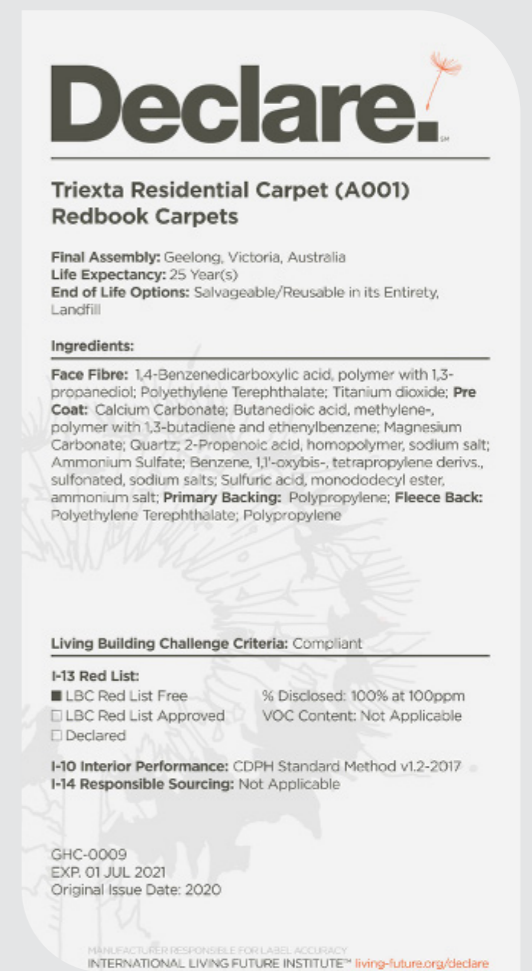 Declare.
SM
Triexta Residential Carpet (A001)
Redbook Carpets
Final Assembly: Geelong, Victoria, Australia
Life Expectancy: 25 Year(s)
End of Life Options: Salvageable/Reusable in its Entirety,
Landfill
Ingredients:
Face Fibre: 1,4-Benzenedicarboxylic acid, polymer with 1,3-
propanediol; Polyethylene Terephthalate; Titanium dioxide; Pre
Coat: Calcium Carbonate; Butanedioic acid, methylene-,
polymer with 1,3-butadiene and ethenylbenzene; Magnesium
Carbonate; Quartz; 2-Propenoic acid, homopolymer, sodium salt;
Ammonium Sulfate; Benzene, 1,1'-oxybis-, tetrapropylene derivs.,
sulfonated, sodium salts; Sulfuric acid, monododecyl ester,
ammonium salt; Primary Backing: Polypropylene; Fleece Back:
Polyethylene Terephthalate; Polypropylene
Living Building Challenge Criteria: Compliant
I-13 Red List:
■ LBC Red List Free % Disclosed: 100% at 100ppm
□ LBC Red List Approved VOC Content: Not Applicable
□ Declared
I-10 Interior Performance: CDPH Standard Method v1.2-2017
I-14 Responsible Sourcing: Not Applicable
GHC-0009
EXP. 01 JUL 2021
Original Issue Date: 2020
MANUFACTURER RESPONSIBLE FOR LABEL ACCURACY
INTERNATIONAL LIVING FUTURE INSTITUTE™ living-future.org/declare